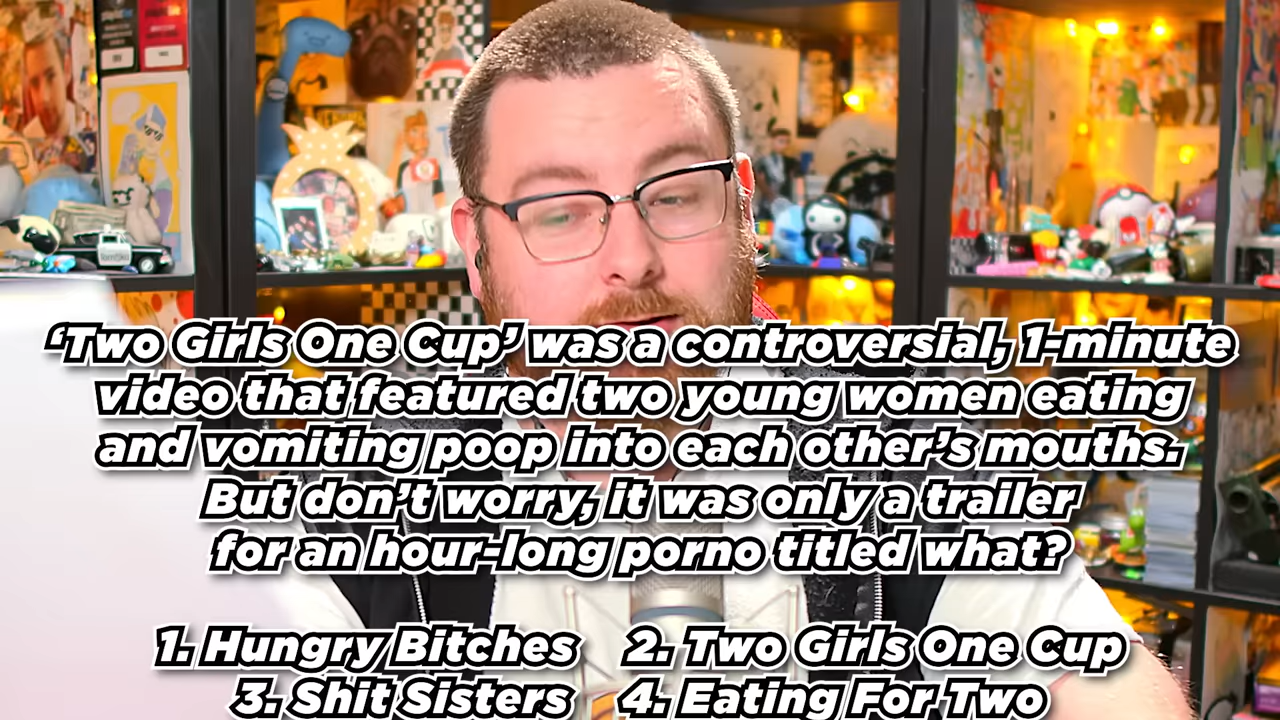 ‘Two Girls One Cup’ was a controversial, 1-minute
video that featured two young women eating
and vomiting poop into each other’s mouths.
But don’t worry, it was only a trailer
for an hour-long porno titled what?
1. Hungry Bitches 2. Two Girls One Cup
3. Shit Sisters 4. Eating For Two